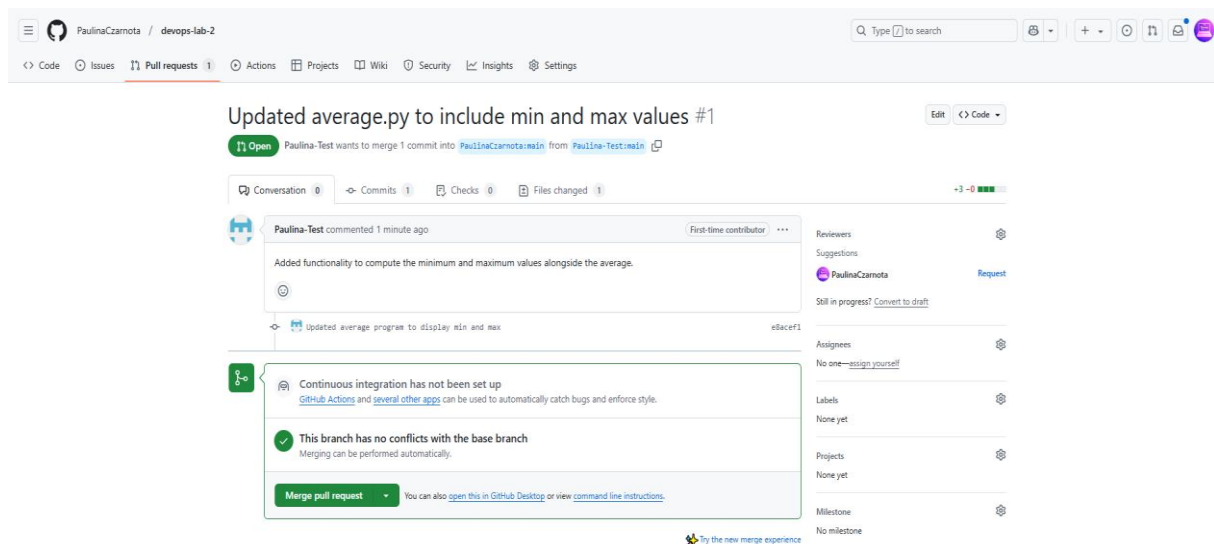 PaulinaCzarnota / devops-lab-2
Type / to search
<> Code Issues Pull requests 1 Actions Projects Wiki Security Insights Settings
Updated average.py to include min and max values #1
Edit <> Code
Open Paulina-Test wants to merge 1 commit into PaulinaCzarnota:main from Paulina-Test:main
Conversation 0 Commits 1 Checks 0 Files changed 1
+3 −0
Paulina-Test commented 1 minute ago
First-time contributor ...
Added functionality to compute the minimum and maximum values alongside the average.
Updated average program to display min and max
e8acef1
Continuous integration has not been set up
GitHub Actions and several other apps can be used to automatically catch bugs and enforce style.
This branch has no conflicts with the base branch
Merging can be performed automatically.
Merge pull request
You can also open this in GitHub Desktop or view command line instructions.
Try the new merge experience
Reviewers
Suggestions
PaulinaCzarnota Request
Still in progress? Convert to draft
Assignees
No one—assign yourself
Labels
None yet
Projects
None yet
Milestone
No milestone